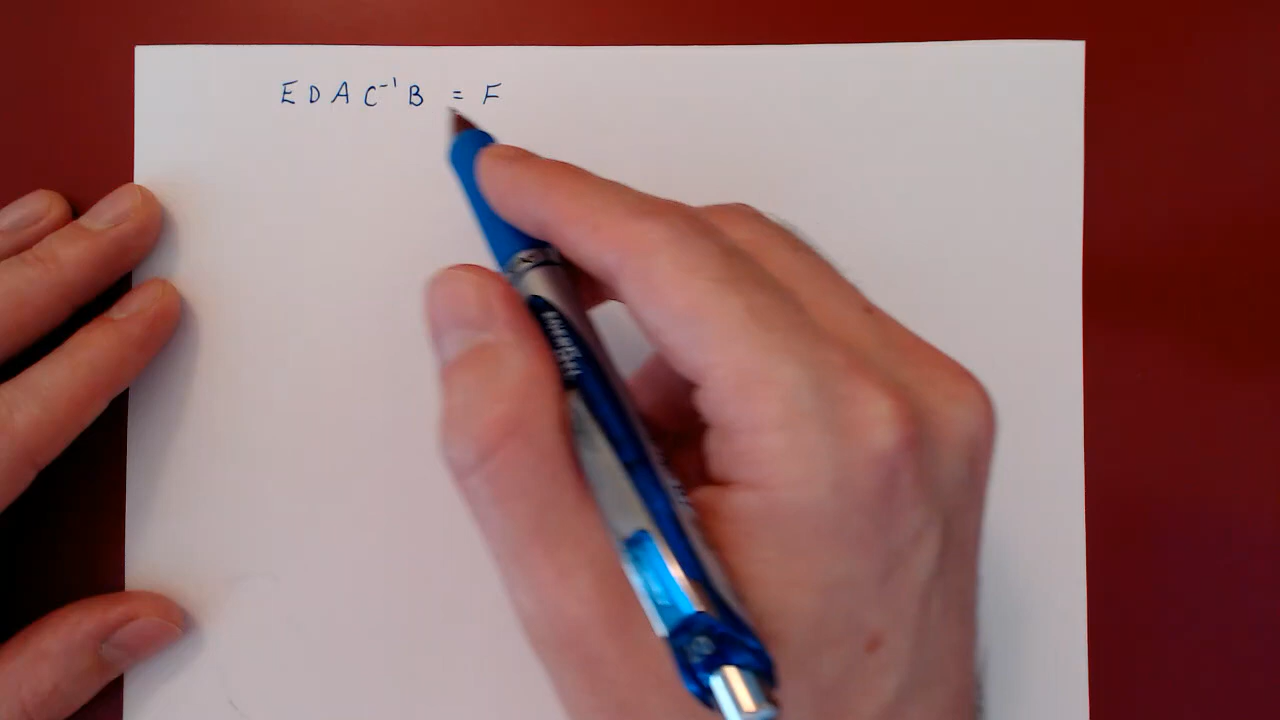 E D A C⁻¹ B = F